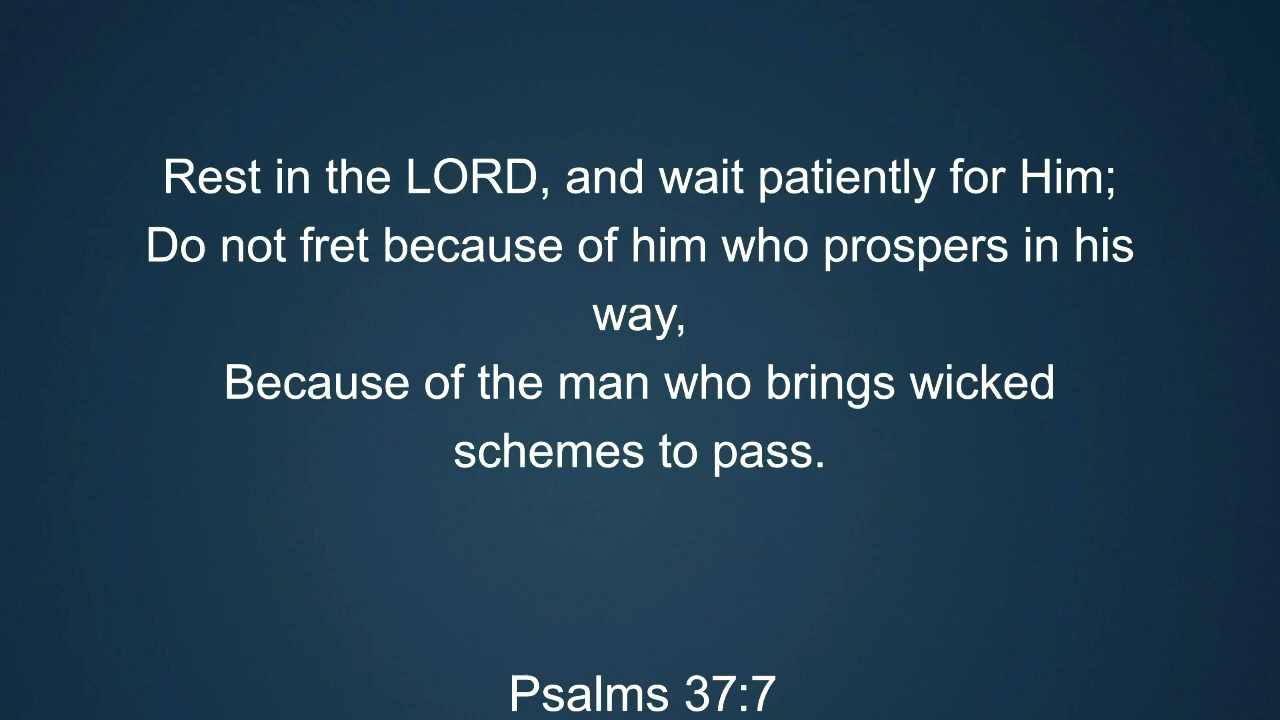 Rest in the LORD, and wait patiently for Him;
Do not fret because of him who prospers in his
way,
Because of the man who brings wicked
schemes to pass.
Psalms 37:7